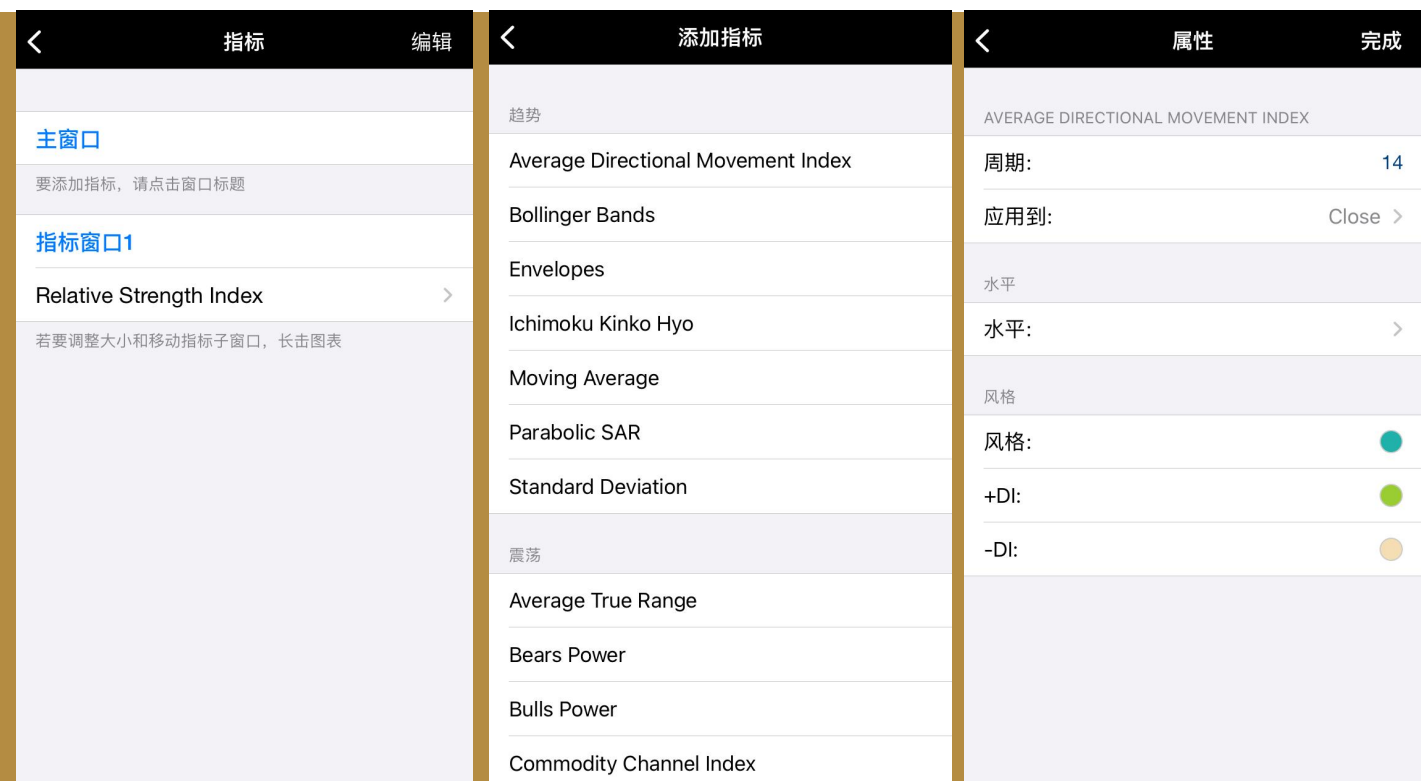 指标
编辑
主窗口
要添加指标，请点击窗口标题
指标窗口1
Relative Strength Index
若要调整大小和移动指标子窗口，长击图表
添加指标
趋势
Average Directional Movement Index
Bollinger Bands
Envelopes
Ichimoku Kinko Hyo
Moving Average
Parabolic SAR
Standard Deviation
震荡
Average True Range
Bears Power
Bulls Power
Commodity Channel Index
属性
完成
AVERAGE DIRECTIONAL MOVEMENT INDEX
周期: 14
应用到: Close
水平
水平:
风格
风格:
+DI:
-DI: